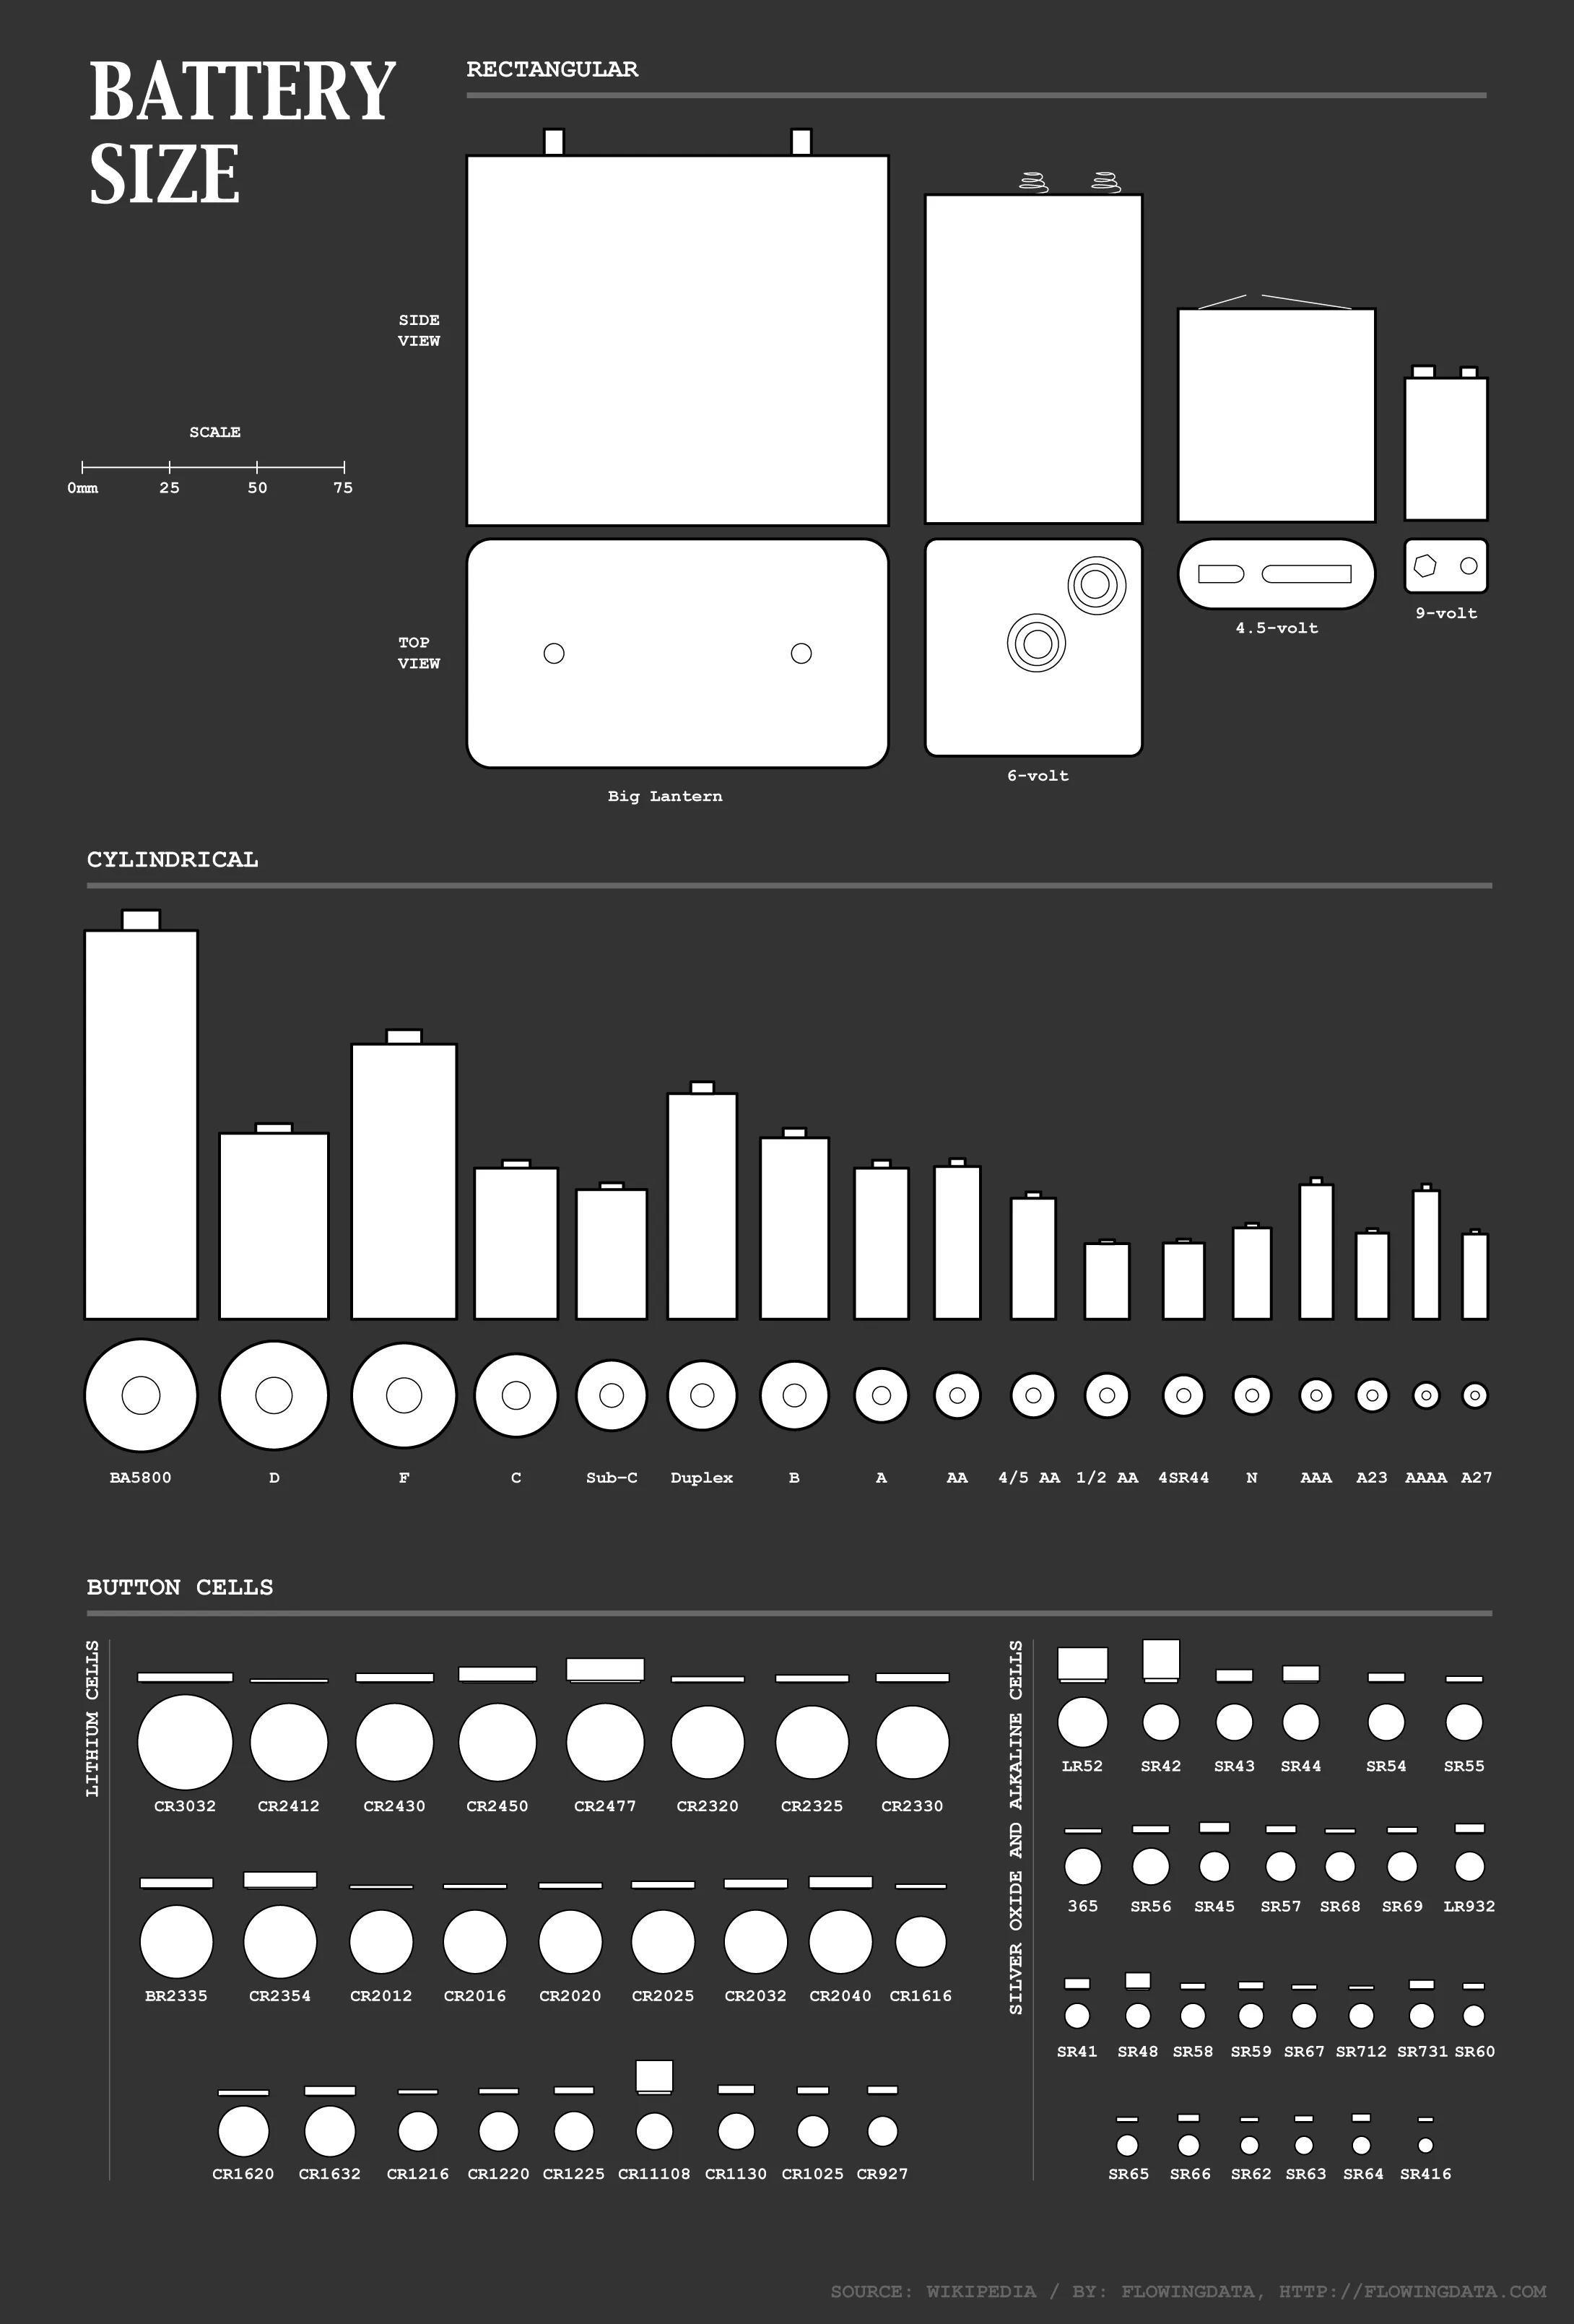 BATTERY
SIZE
RECTANGULAR
SIDE
VIEW
SCALE
0mm 25 50 75
TOP
VIEW
9-volt
4.5-volt
6-volt
Big Lantern
CYLINDRICAL
BA5800 D F C Sub-C Duplex B A AA 4/5 AA 1/2 AA 4SR44 N AAA A23 AAAA A27
BUTTON CELLS
LITHIUM CELLS
CR3032 CR2412 CR2430 CR2450 CR2477 CR2320 CR2325 CR2330
BR2335 CR2354 CR2012 CR2016 CR2020 CR2025 CR2032 CR2040 CR1616
CR1620 CR1632 CR1216 CR1220 CR1225 CR11108 CR1130 CR1025 CR927
SILVER OXIDE AND ALKALINE CELLS
LR52 SR42 SR43 SR44 SR54 SR55
365 SR56 SR45 SR57 SR68 SR69 LR932
SR41 SR48 SR58 SR59 SR67 SR712 SR731 SR60
SR65 SR66 SR62 SR63 SR64 SR416
SOURCE: WIKIPEDIA / BY: FLOWINGDATA, HTTP://FLOWINGDATA.COM